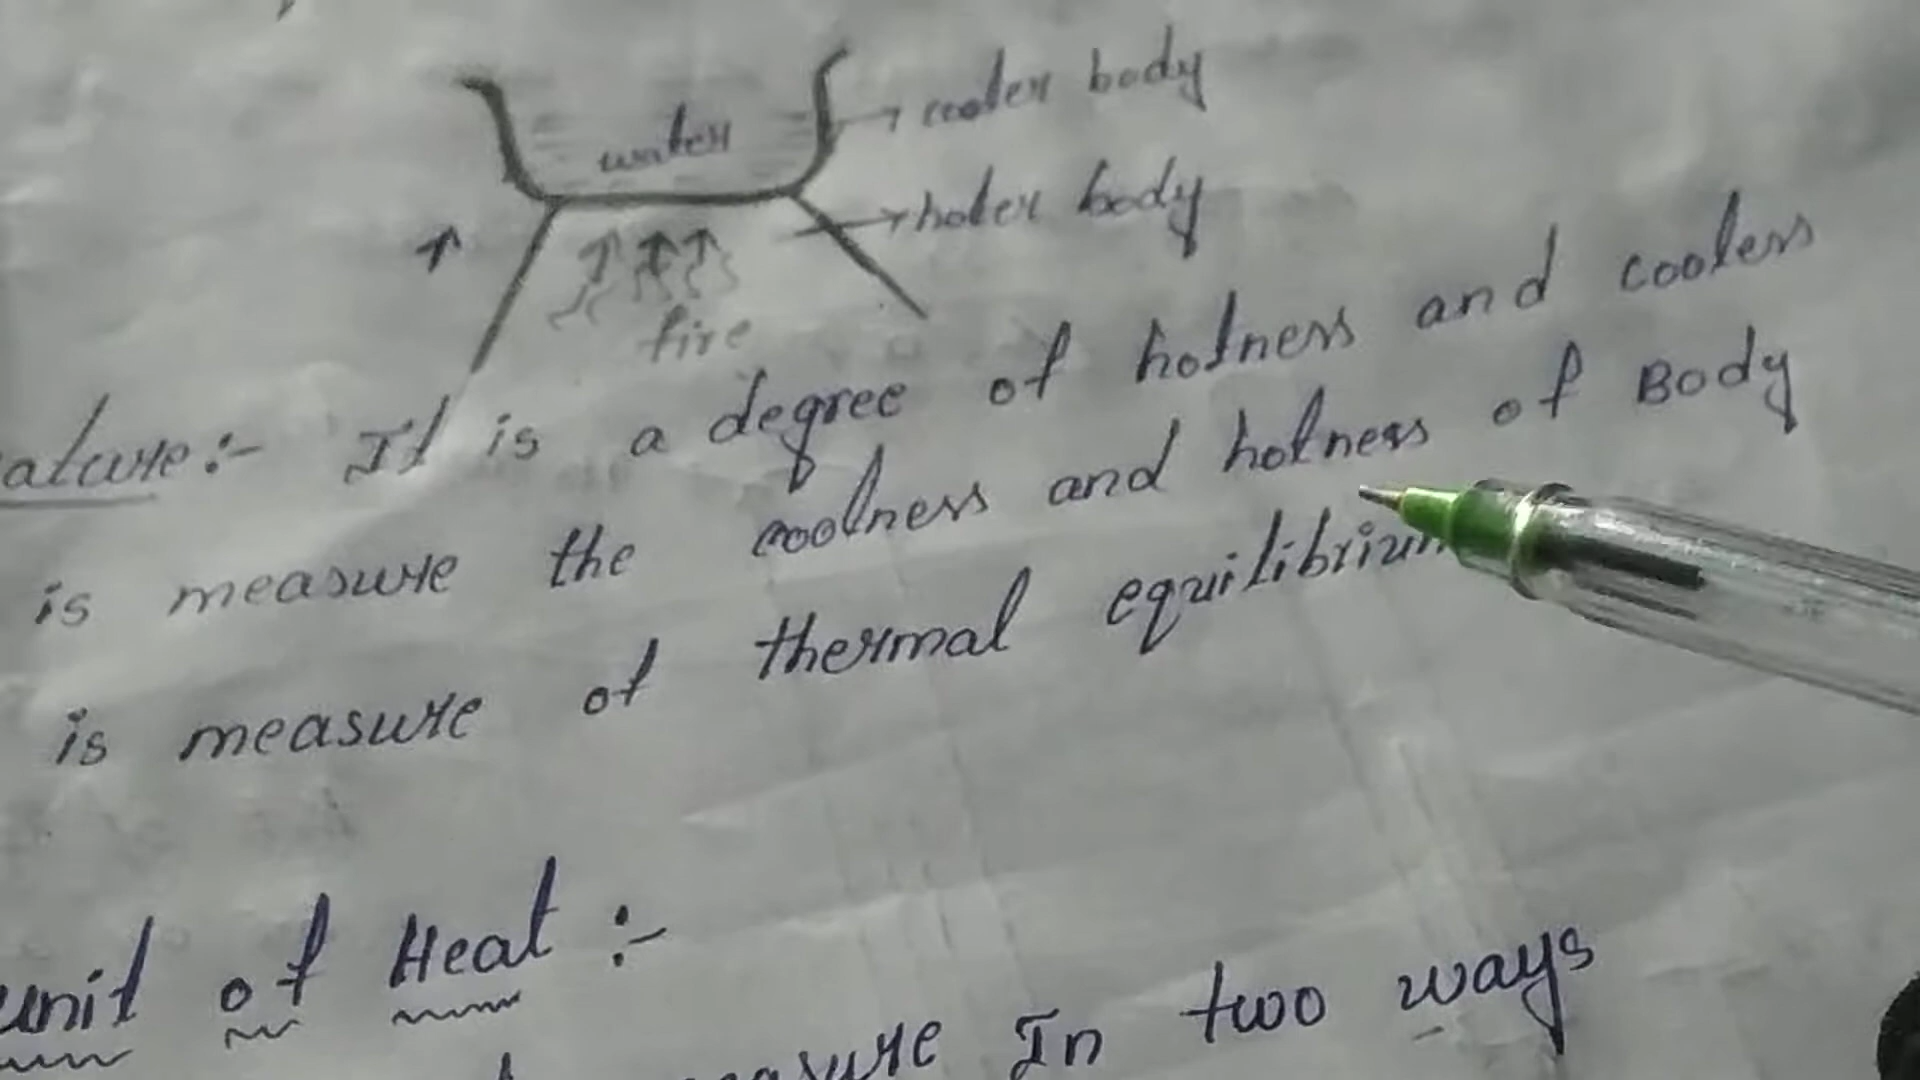 water
cooler body
hoter body
fire
ature:- It is a degree of hotness and coolers
is measure the coolness and hotness of Body
is measure of thermal equilibrium
unit of Heat :-
easure In two ways